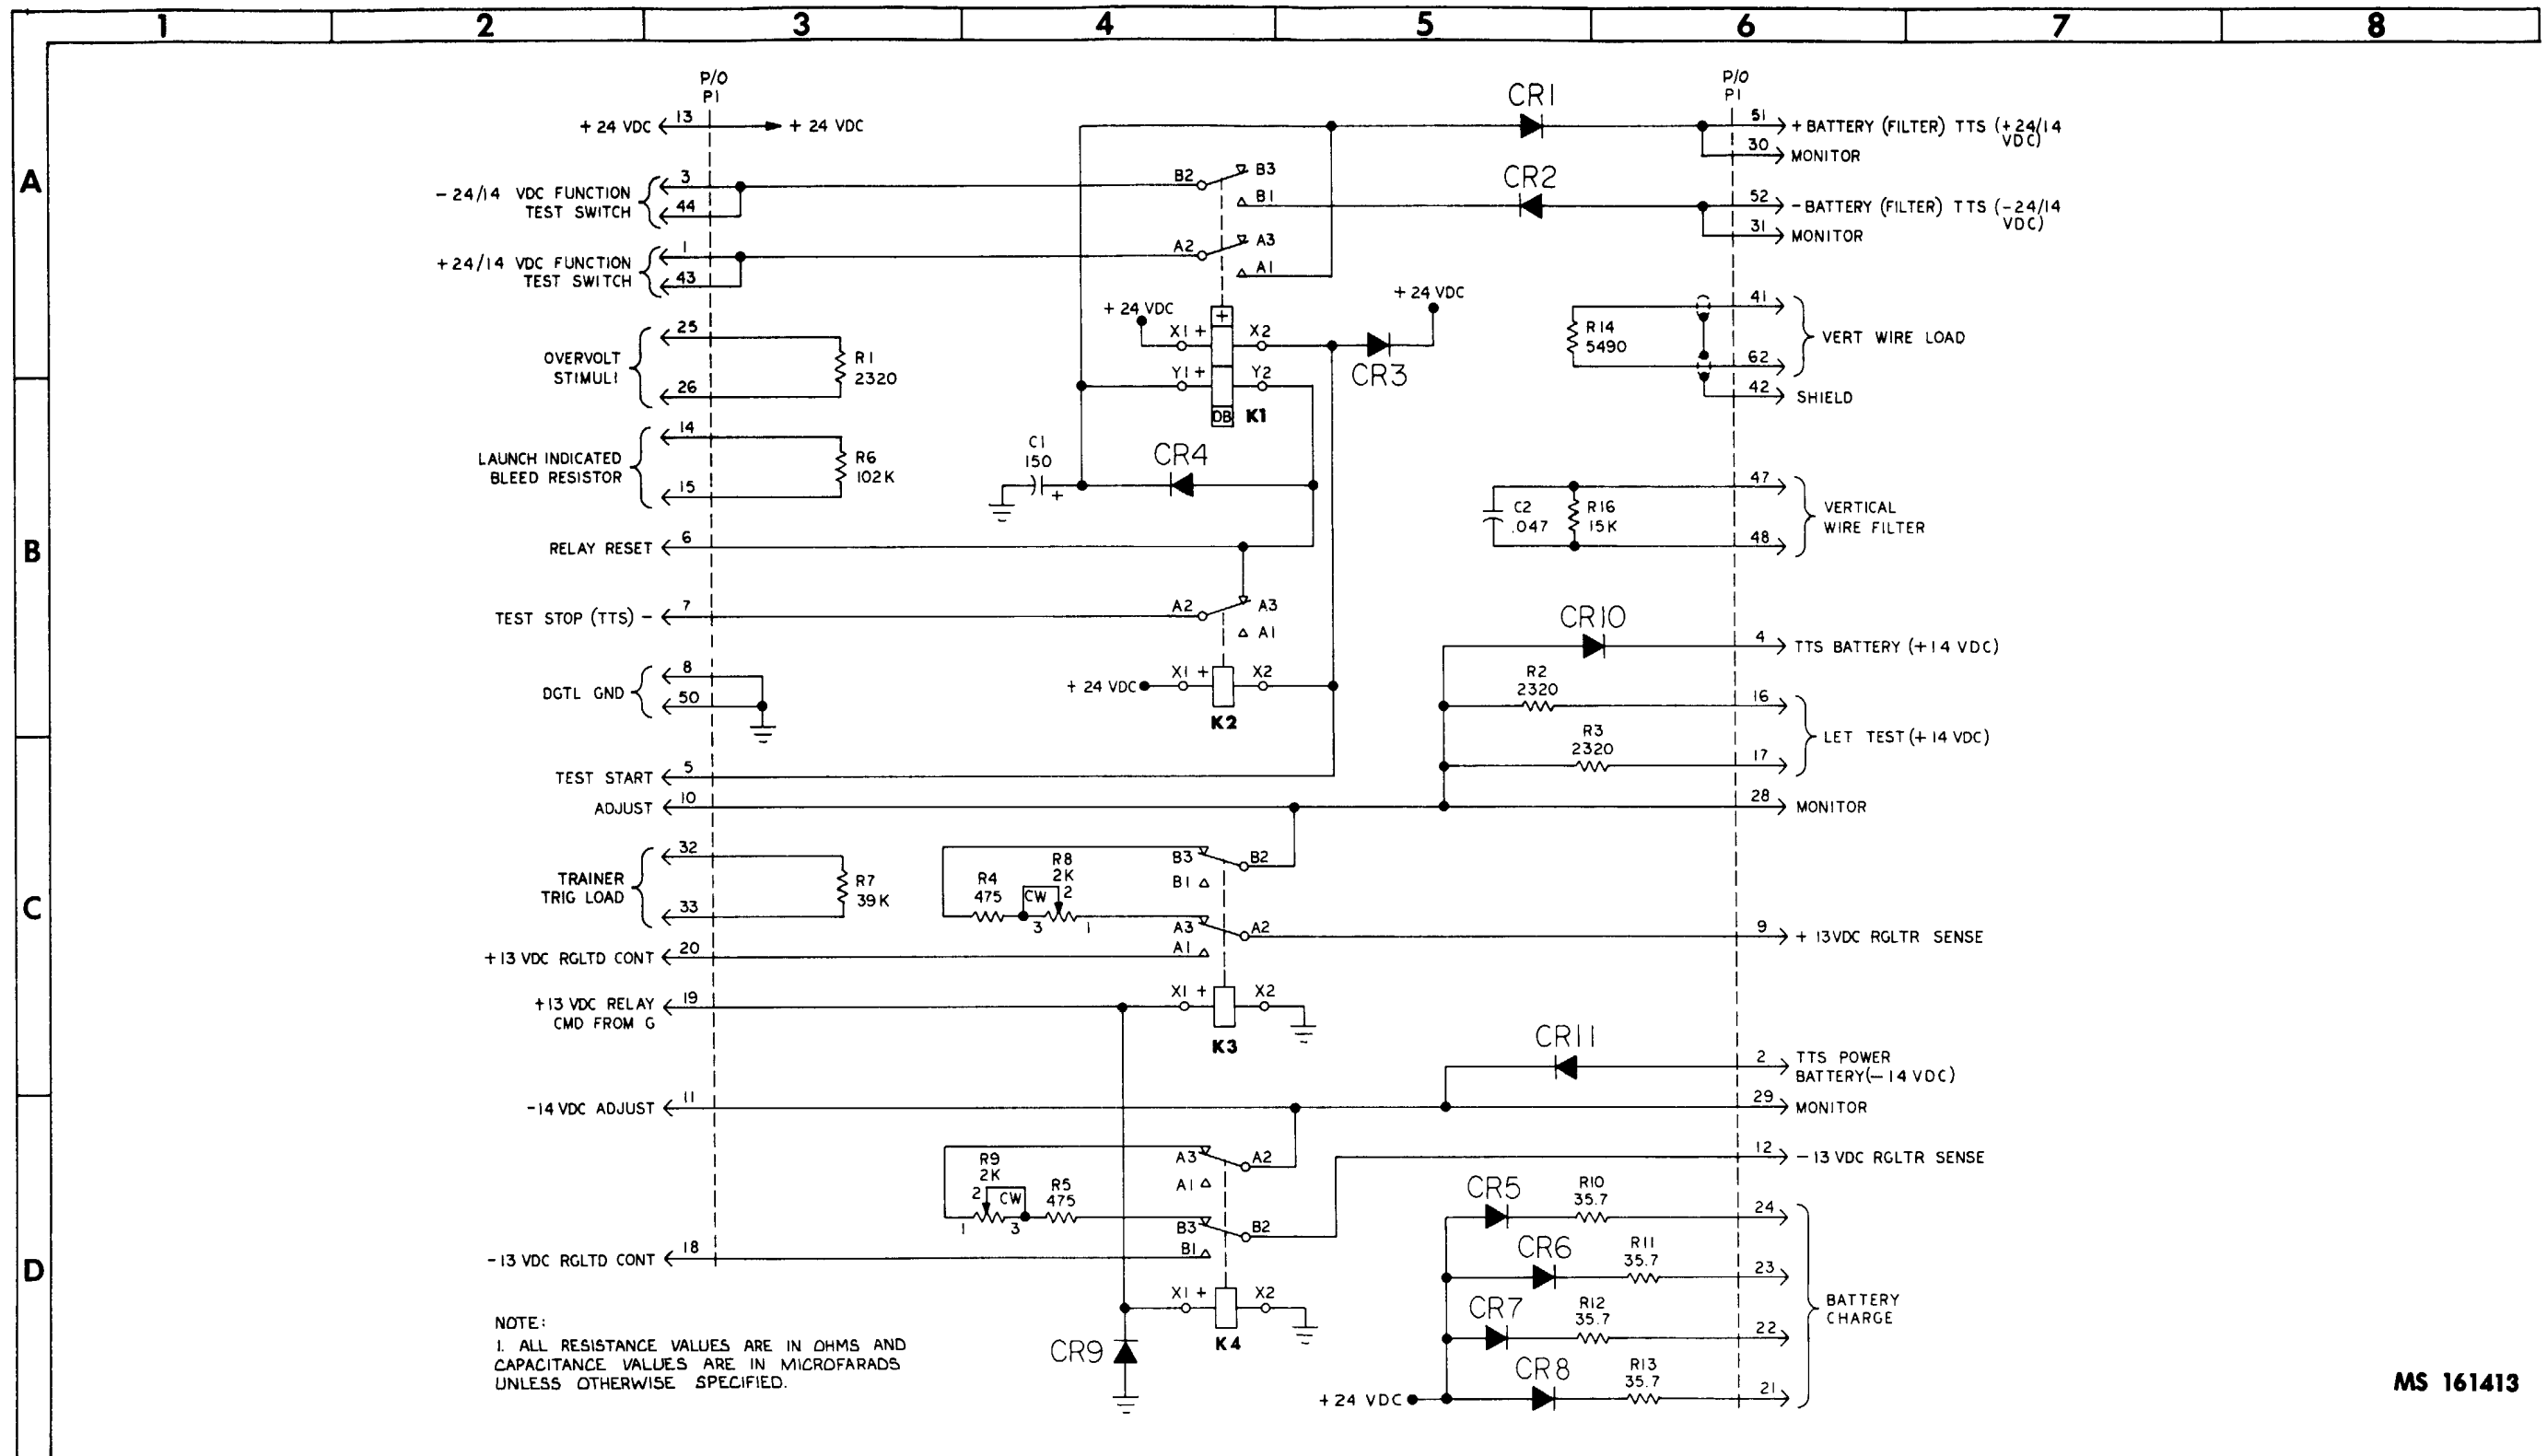 1 2 3 4 5 6 7 8
A
B
C
D
P/O
P1
+ 24 VDC 13 + 24 VDC
- 24/14 VDC FUNCTION
TEST SWITCH
3
44
+24/14 VDC FUNCTION
TEST SWITCH
1
43
OVERVOLT
STIMULI
25
26
R1
2320
LAUNCH INDICATED
BLEED RESISTOR
14
15
R6
102K
RELAY RESET 6
TEST STOP (TTS) - 7
DGTL GND
8
50
TEST START 5
ADJUST 10
TRAINER
TRIG LOAD
32
33
R7
39K
+13 VDC RGLTD CONT 20
+13 VDC RELAY
CMD FROM G
19
-14 VDC ADJUST 11
-13 VDC RGLTD CONT 18
B2 B3
B1
A2 A3
A1
+ 24 VDC
X1 + + X2
Y1 + Y2
DB K1
+ 24 VDC
CR3
C1
150
+
CR4
A2 A3
A1
+ 24 VDC X1 + X2
K2
B3 B2
B1
R4
475
R8
2K
CW 2
3 1
A3 A2
A1
X1 + X2
K3
A3 A2
A1
R9
2K
2 CW
1 3
R5
475
B3 B2
B1
X1 + X2
K4
CR9
P/O
P1
CR1
51 + BATTERY (FILTER) TTS (+24/14
VDC)
30 MONITOR
CR2
52 - BATTERY (FILTER) TTS (-24/14
VDC)
31 MONITOR
R14
5490
41
62
VERT WIRE LOAD
42 SHIELD
C2
.047
R16
15K
47
48
VERTICAL
WIRE FILTER
CR10
4 TTS BATTERY (+14 VDC)
R2
2320
16
R3
2320
17
LET TEST (+14 VDC)
28 MONITOR
9 + 13VDC RGLTR SENSE
CR11
2 TTS POWER
BATTERY(-14 VDC)
29 MONITOR
12 -13 VDC RGLTR SENSE
CR5
R10
35.7
24
CR6
R11
35.7
23
CR7
R12
35.7
22
CR8
R13
35.7
21
+24 VDC
BATTERY
CHARGE
NOTE:
1. ALL RESISTANCE VALUES ARE IN OHMS AND
CAPACITANCE VALUES ARE IN MICROFARADS
UNLESS OTHERWISE SPECIFIED.
MS 161413